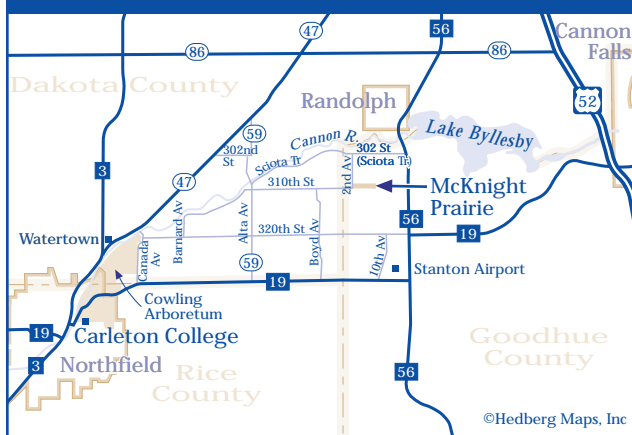 47
56
Cannon
Falls
86
86
Dakota County
52
Randolph
59
Cannon R.
Lake Byllesby
302nd
St
302 St
(Sciota Tr)
Sciota Tr
3
47
310th St
2nd Av
McKnight
Prairie
Barnard Av
Alta Av
56
Watertown
Canada
Av
320th St
Boyd Av
19
10th Av
59
Stanton Airport
19
Cowling
Arboretum
19
Carleton College
Goodhue
County
3
Northfield
Rice
County
56
©Hedberg Maps, Inc